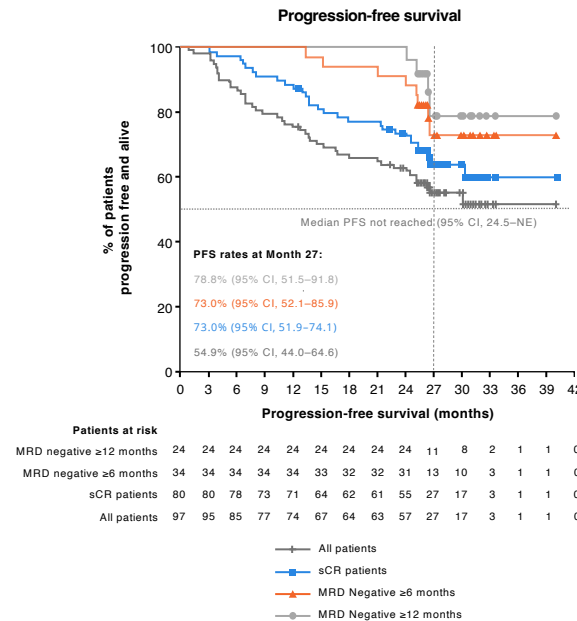 Progression-free survival
% of patients
progression free and alive
100
80
60
40
20
0
Median PFS not reached (95% CI, 24.5–NE)
PFS rates at Month 27:
78.8% (95% CI, 51.5–91.8)
73.0% (95% CI, 52.1–85.9)
73.0% (95% CI, 51.9–74.1)
54.9% (95% CI, 44.0–64.6)
0 3 6 9 12 15 18 21 24 27 30 33 36 39 42
Progression-free survival (months)
Patients at risk
MRD negative ≥12 months 24 24 24 24 24 24 24 24 24 11 8 2 1 1 0
MRD negative ≥6 months 34 34 34 34 34 33 32 32 31 13 10 3 1 1 0
sCR patients 80 80 78 73 71 64 62 61 55 27 17 3 1 1 0
All patients 97 95 85 77 74 67 64 63 57 27 17 3 1 1 0
All patients
sCR patients
MRD Negative ≥6 months
MRD Negative ≥12 months